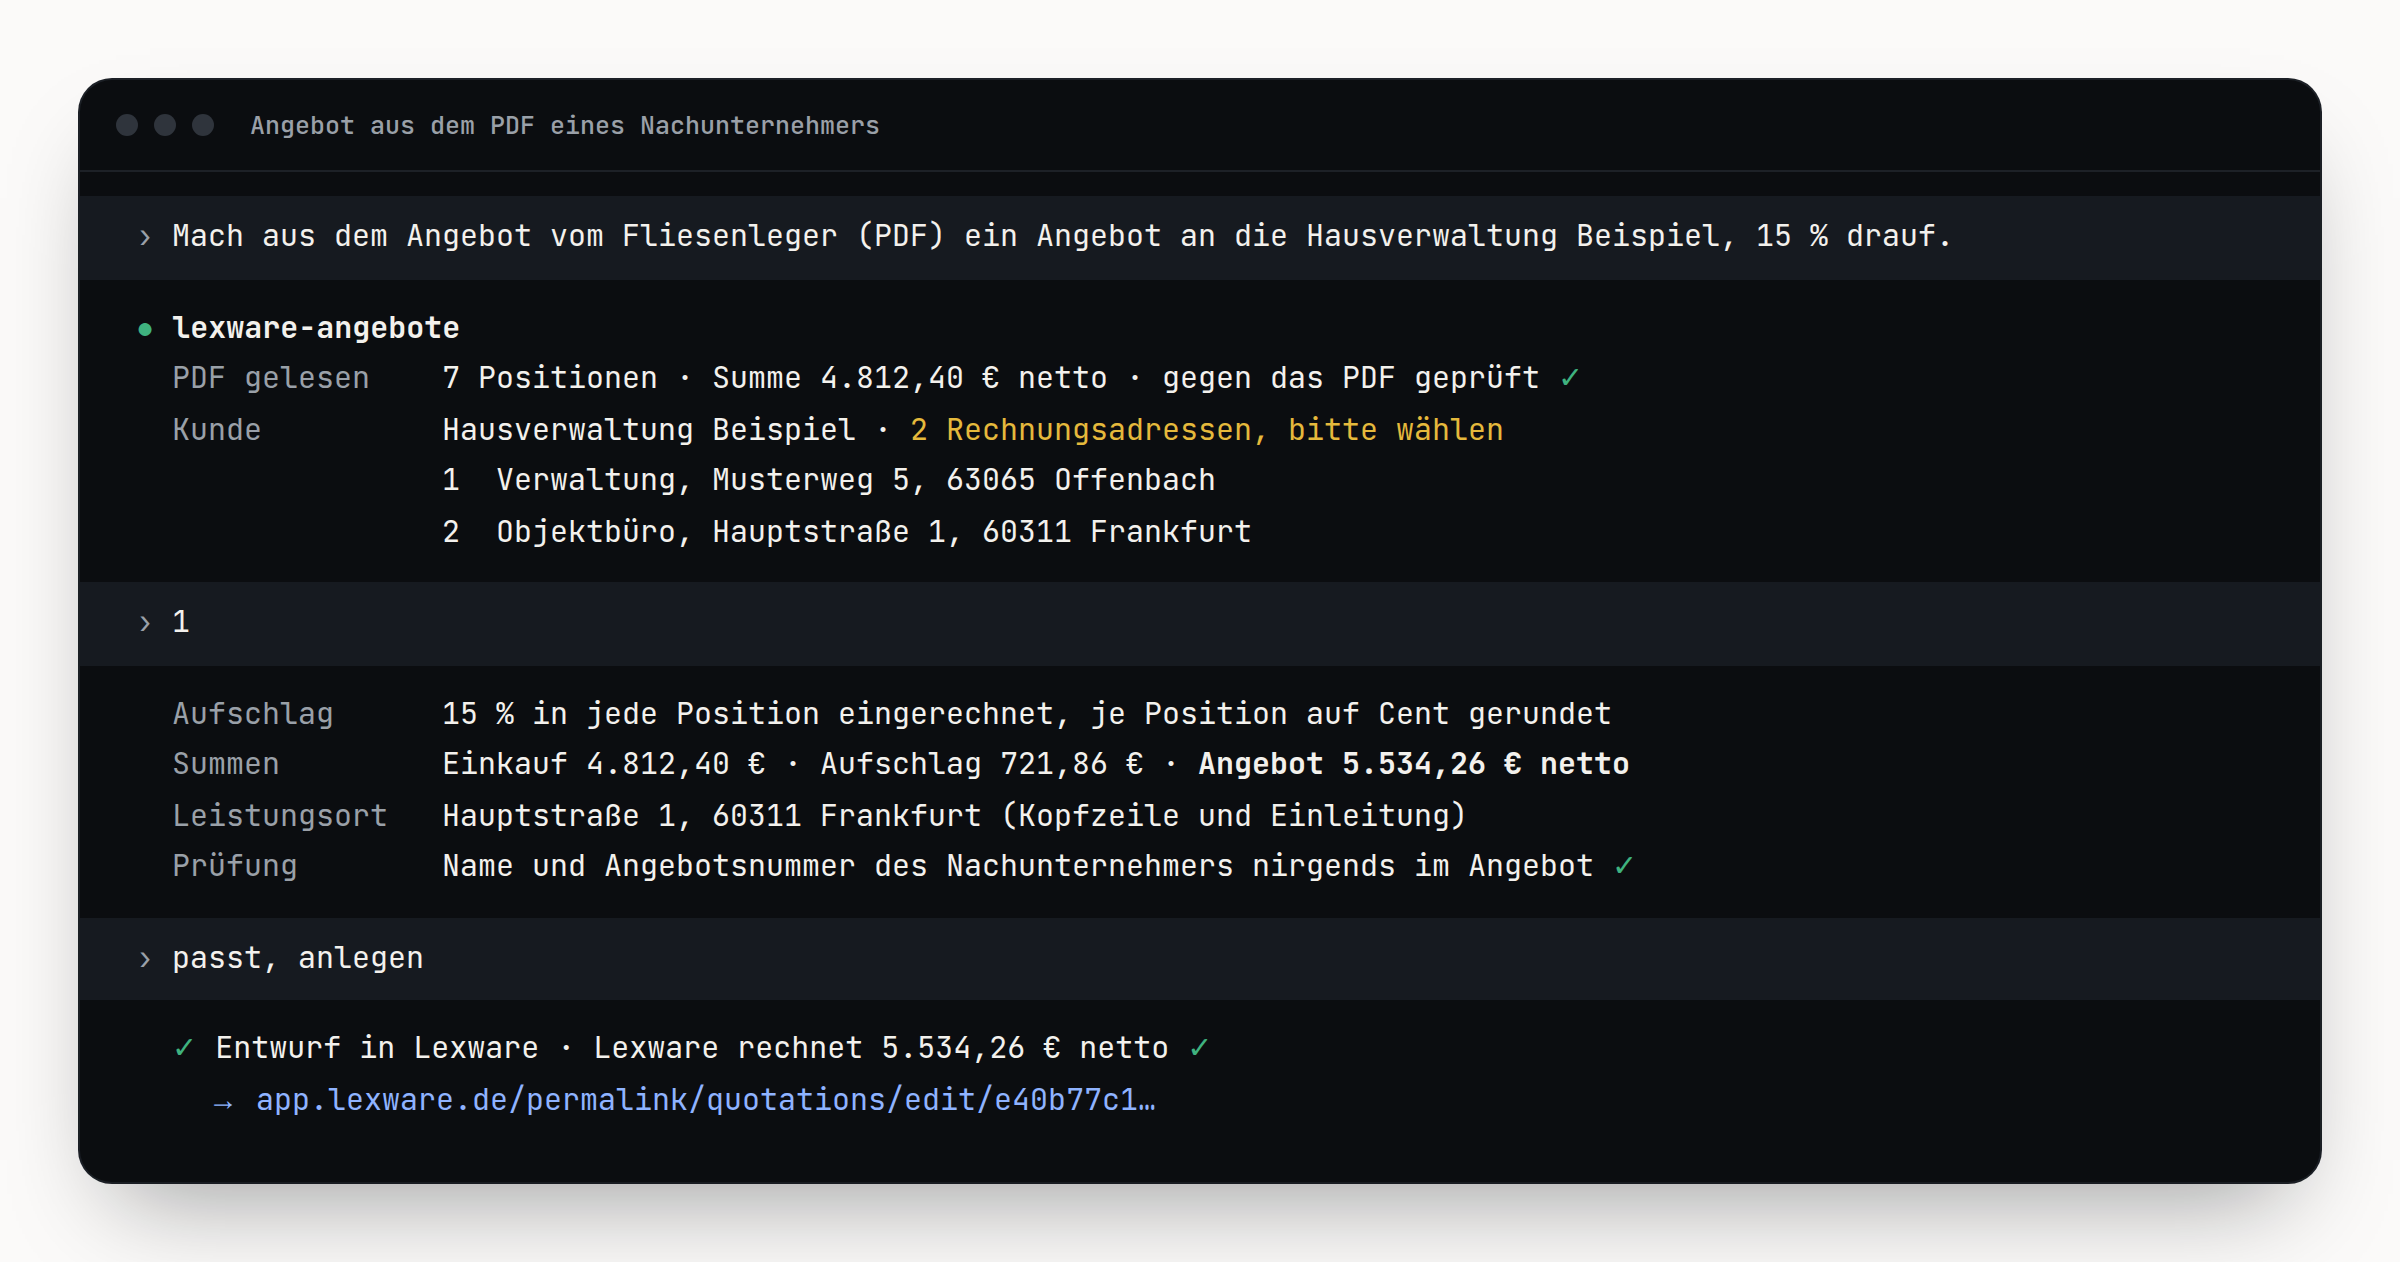 Angebot aus dem PDF eines Nachunternehmers
› Mach aus dem Angebot vom Fliesenleger (PDF) ein Angebot an die Hausverwaltung Beispiel, 15 % drauf.
● lexware-angebote
PDF gelesen 7 Positionen · Summe 4.812,40 € netto · gegen das PDF geprüft ✓
Kunde Hausverwaltung Beispiel · 2 Rechnungsadressen, bitte wählen
1 Verwaltung, Musterweg 5, 63065 Offenbach
2 Objektbüro, Hauptstraße 1, 60311 Frankfurt
› 1
Aufschlag 15 % in jede Position eingerechnet, je Position auf Cent gerundet
Summen Einkauf 4.812,40 € · Aufschlag 721,86 € · Angebot 5.534,26 € netto
Leistungsort Hauptstraße 1, 60311 Frankfurt (Kopfzeile und Einleitung)
Prüfung Name und Angebotsnummer des Nachunternehmers nirgends im Angebot ✓
› passt, anlegen
✓ Entwurf in Lexware · Lexware rechnet 5.534,26 € netto ✓
→ app.lexware.de/permalink/quotations/edit/e40b77c1…